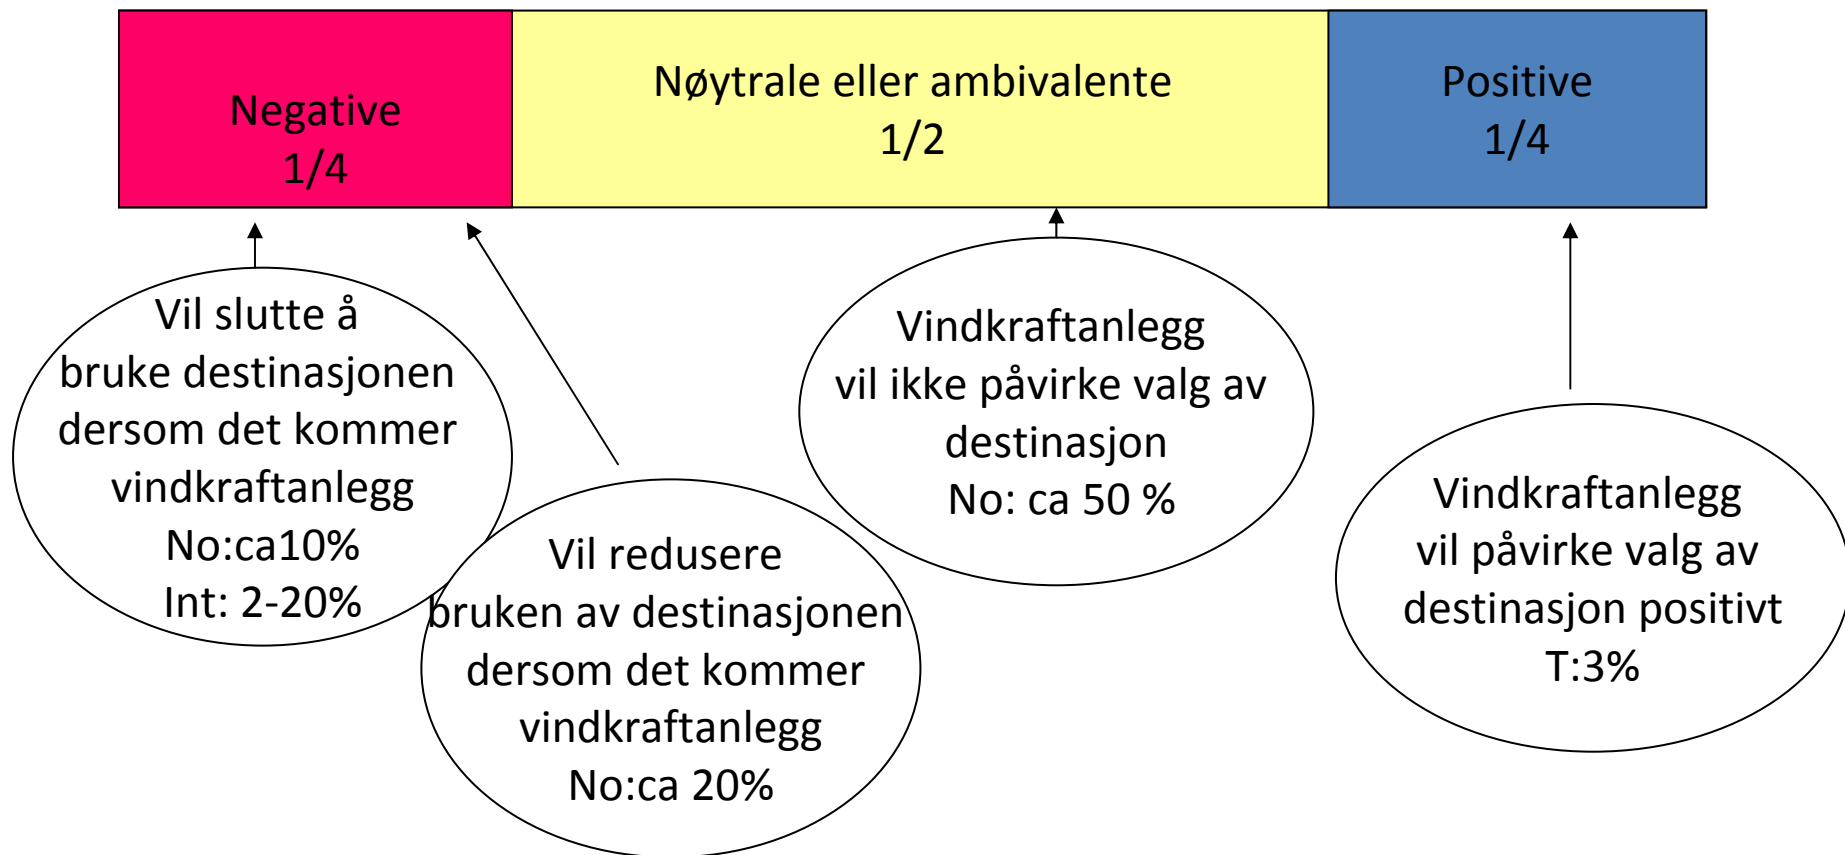 Negative
1/4
Nøytrale eller ambivalente
1/2
Positive
1/4
Vil slutte å
bruke destinasjonen
dersom det kommer
vindkraftanlegg
No:ca10%
Int: 2-20%
Vil redusere
bruken av destinasjonen
dersom det kommer
vindkraftanlegg
No:ca 20%
Vindkraftanlegg
vil ikke påvirke valg av
destinasjon
No: ca 50 %
Vindkraftanlegg
vil påvirke valg av
destinasjon positivt
T:3%